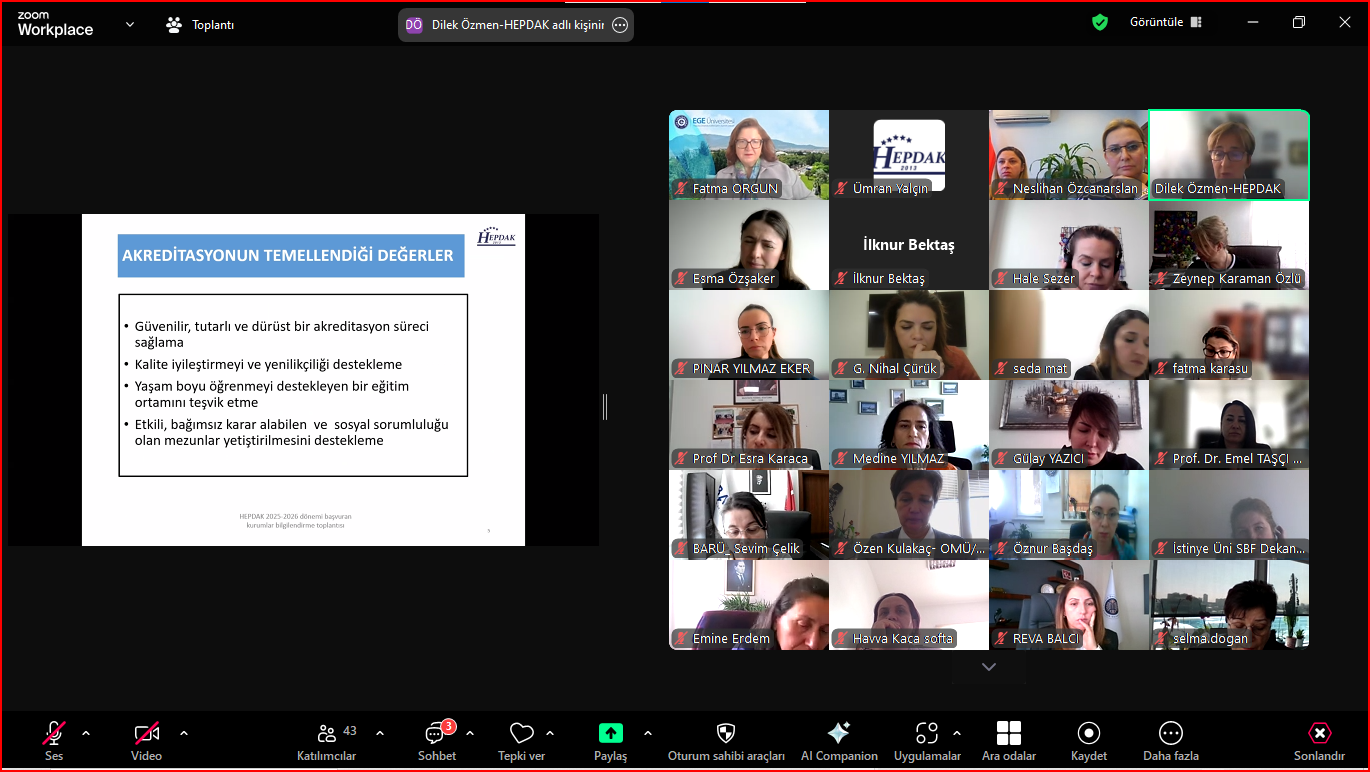 zoom
Workplace
Toplantı
DÖ
Dilek Özmen-HEPDAK adlı kişinir
Görüntüle
AKREDİTASYONUN TEMELLENDİĞİ DEĞERLER
HEPDAK
2013
• Güvenilir, tutarlı ve dürüst bir akreditasyon süreci
sağlama
• Kalite iyileştirmeyi ve yenilikçiliği destekleme
• Yaşam boyu öğrenmeyi destekleyen bir eğitim
ortamını teşvik etme
• Etkili, bağımsız karar alabilen ve sosyal sorumluluğu
olan mezunlar yetiştirilmesini destekleme
HEPDAK 2025-2026 dönemi başvuran
kurumlar bilgilendirme toplantısı
5
EGE Üniversitesi
Fatma ORGUN
HEPDAK
2013
Ümran Yalçın
Neslihan Özcanarslan
Dilek Özmen-HEPDAK
Esma Özşaker
İlknur Bektaş
İlknur Bektaş
Hale Sezer
Zeynep Karaman Özlü
PINAR YILMAZ EKER
G. Nihal Çürük
seda mat
fatma karasu
Prof Dr Esra Karaca
Medine YILMAZ
Gülay YAZICI
Prof. Dr. Emel TAŞÇI ...
BARÜ_ Sevim Çelik
Özen Kulakaç- OMÜ/...
Öznur Başdaş
İstinye Üni SBF Dekan...
Emine Erdem
Havva Kaca softa
REVA BALCI
selma.dogan
Ses
Video
43
Katılımcılar
3
Sohbet
Tepki ver
Paylaş
Oturum sahibi araçları
AI Companion
Uygulamalar
Ara odalar
Kaydet
Daha fazla
Sonlandır